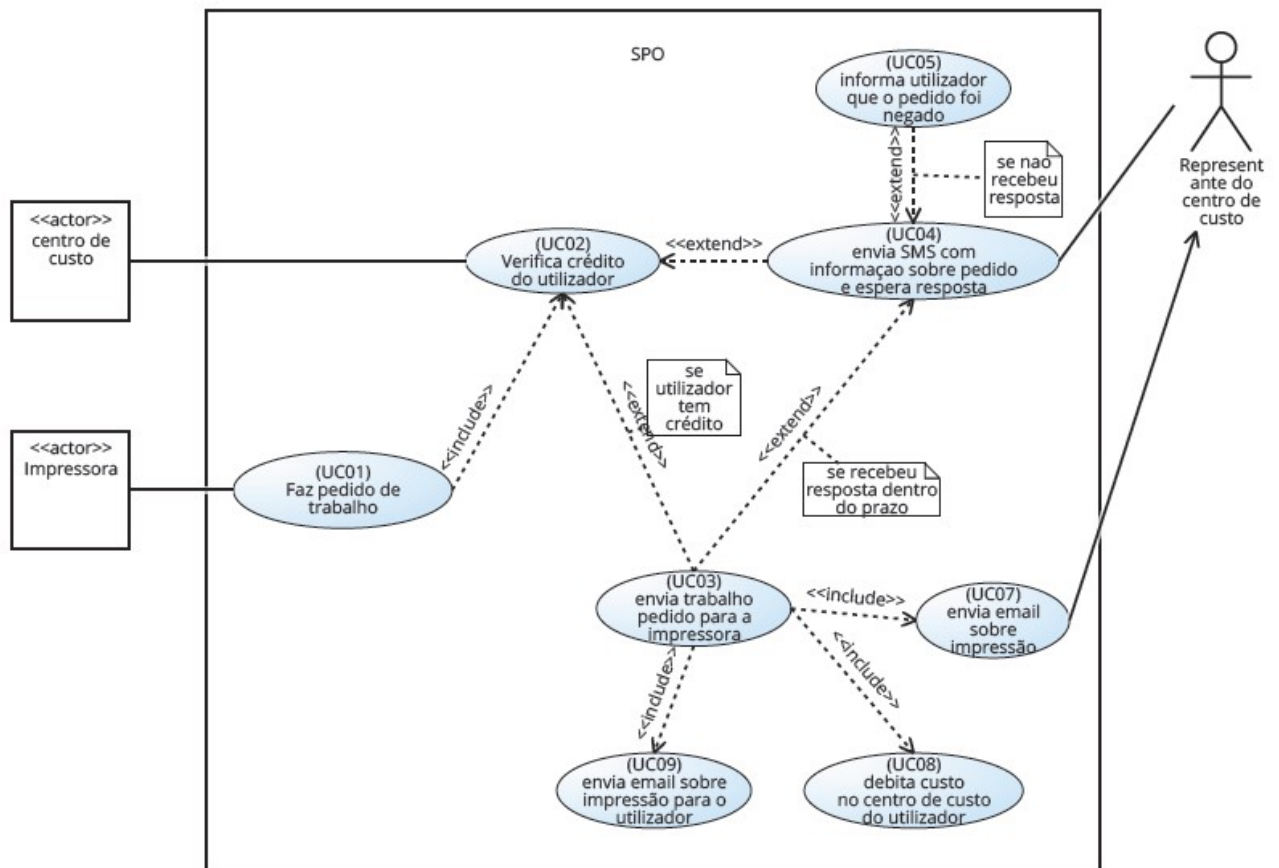 SPO
(UC05)
informa utilizador
que o pedido foi
negado
<<extend>>
se nao
recebeu
resposta
Represent
ante do
centro de
custo
<<actor>>
centro de
custo
(UC02)
Verifica crédito
do utilizador
<<extend>>
(UC04)
envia SMS com
informaçao sobre pedido
e espera resposta
<<include>>
<<extend>>
se
utilizador
tem
crédito
<<extend>>
se recebeu
resposta dentro
do prazo
<<actor>>
Impressora
(UC01)
Faz pedido de
trabalho
(UC03)
envia trabalho
pedido para a
impressora
<<include>>
(UC07)
envia email
sobre
impressão
<<include>>
<<include>>
(UC09)
envia email sobre
impressão para o
utilizador
(UC08)
debita custo
no centro de custo
do utilizador